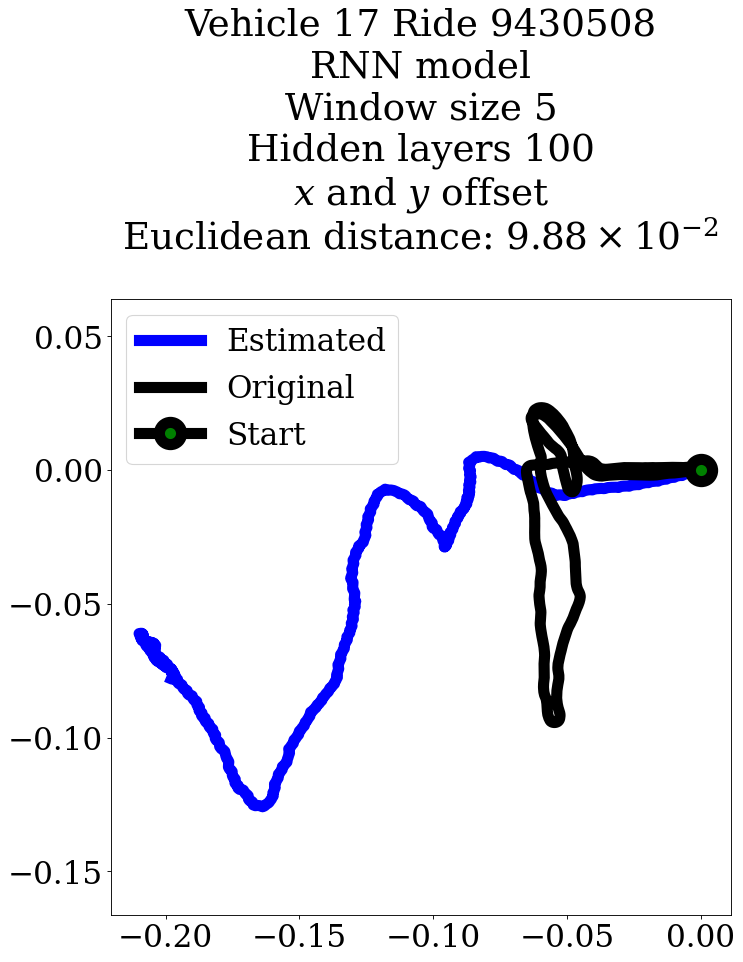 Vehicle 17 Ride 9430508
RNN model
Window size 5
Hidden layers 100
x and y offset
Euclidean distance: 9.88 × 10⁻²
Estimated
Original
Start
0.05
0.00
−0.05
−0.10
−0.15
−0.20 −0.15 −0.10 −0.05 0.00